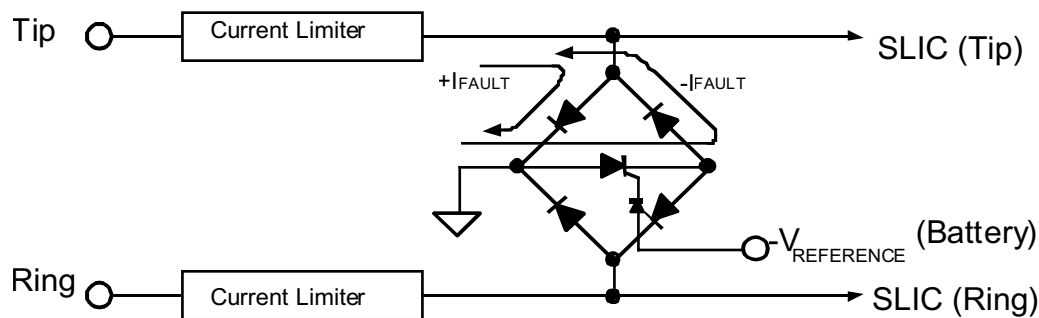 Tip
Current Limiter
SLIC (Tip)
+IFAULT
-IFAULT
-VREFERENCE (Battery)
Ring
Current Limiter
SLIC (Ring)